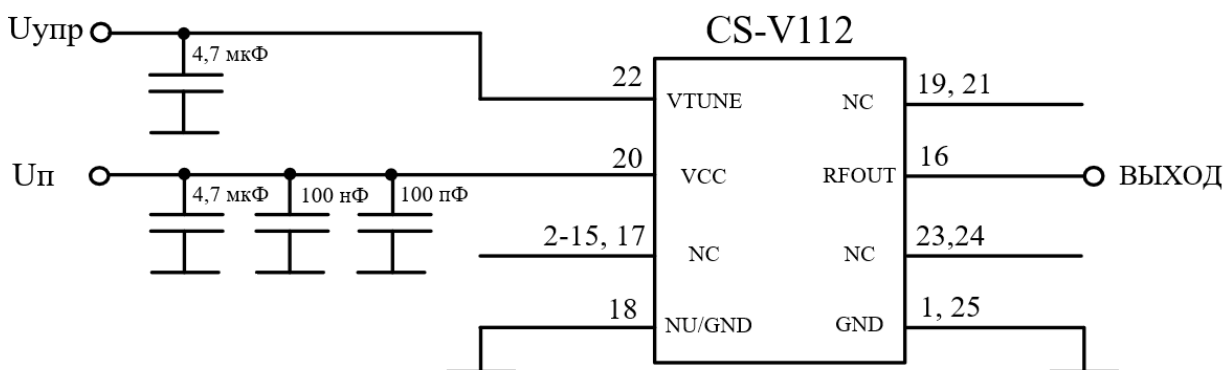 CS-V112
Uупр
4,7 мкФ
22
VTUNE
NC
19, 21
Uп
4,7 мкФ
100 нФ
100 пФ
20
VCC
RFOUT
16
ВЫХОД
2-15, 17
NC
NC
23,24
18
NU/GND
GND
1, 25